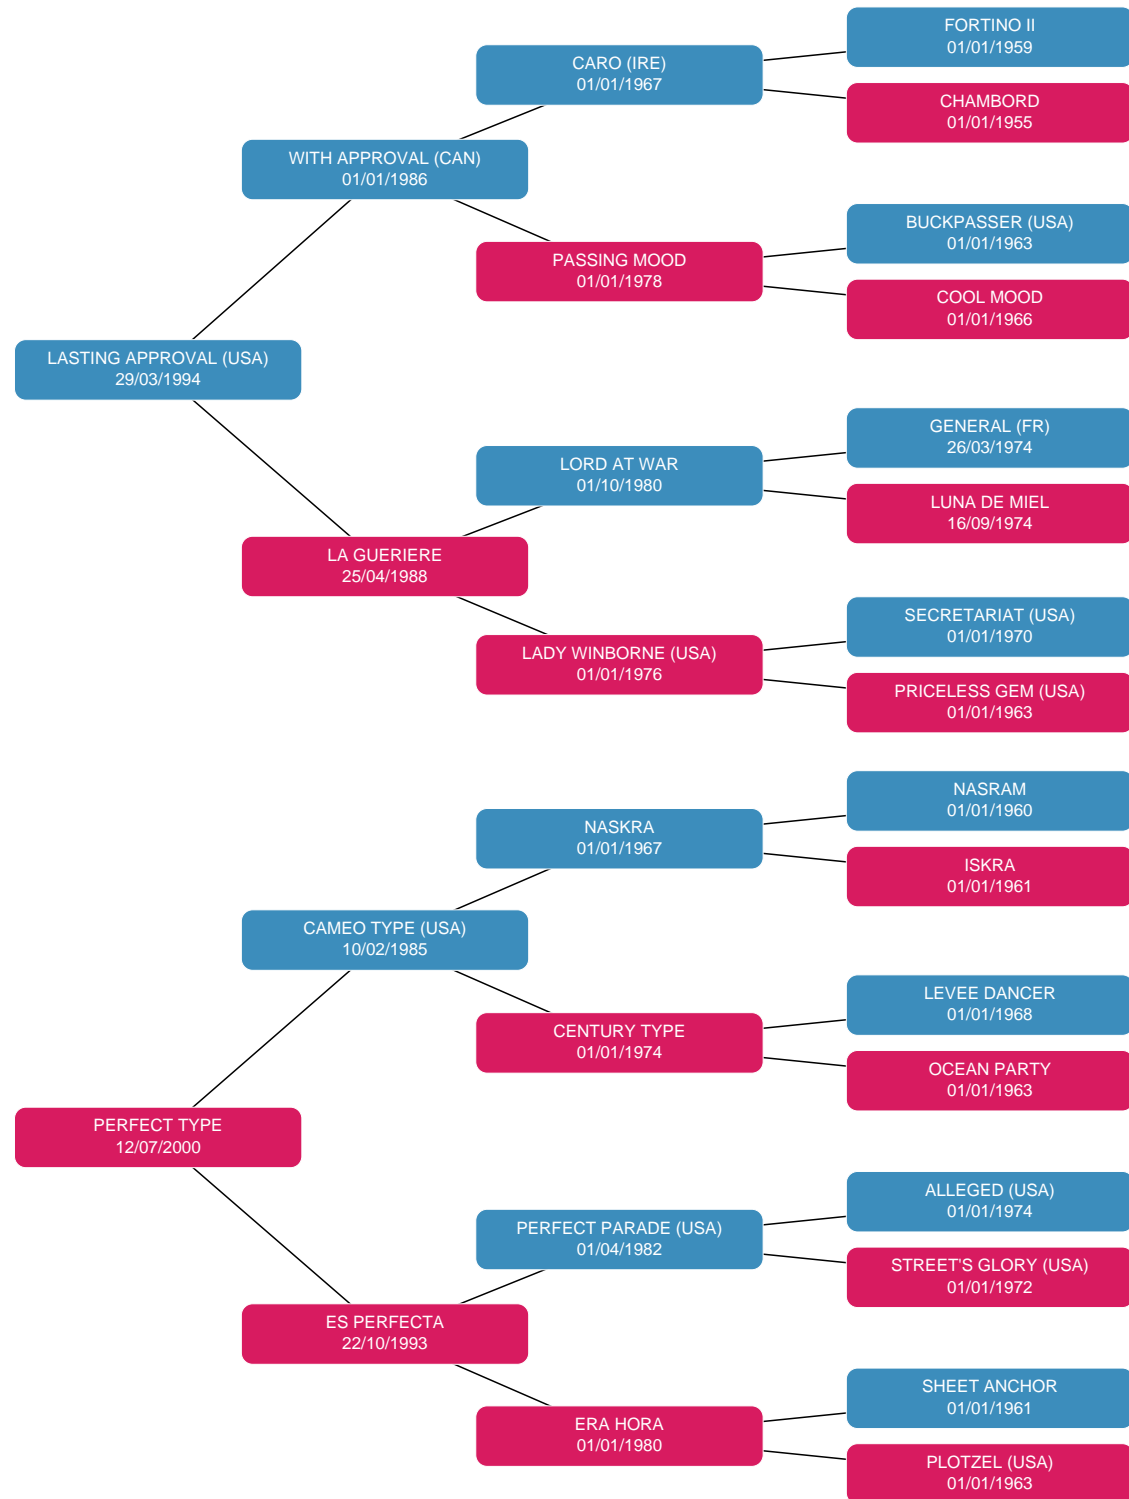 FORTINO II
01/01/1959
CARO (IRE)
01/01/1967
CHAMBORD
01/01/1955
WITH APPROVAL (CAN)
01/01/1986
BUCKPASSER (USA)
01/01/1963
PASSING MOOD
01/01/1978
COOL MOOD
01/01/1966
LASTING APPROVAL (USA)
29/03/1994
GENERAL (FR)
26/03/1974
LORD AT WAR
01/10/1980
LUNA DE MIEL
16/09/1974
LA GUERIERE
25/04/1988
SECRETARIAT (USA)
01/01/1970
LADY WINBORNE (USA)
01/01/1976
PRICELESS GEM (USA)
01/01/1963
NASRAM
01/01/1960
NASKRA
01/01/1967
ISKRA
01/01/1961
CAMEO TYPE (USA)
10/02/1985
LEVEE DANCER
01/01/1968
CENTURY TYPE
01/01/1974
OCEAN PARTY
01/01/1963
PERFECT TYPE
12/07/2000
ALLEGED (USA)
01/01/1974
PERFECT PARADE (USA)
01/04/1982
STREET'S GLORY (USA)
01/01/1972
ES PERFECTA
22/10/1993
SHEET ANCHOR
01/01/1961
ERA HORA
01/01/1980
PLOTZEL (USA)
01/01/1963